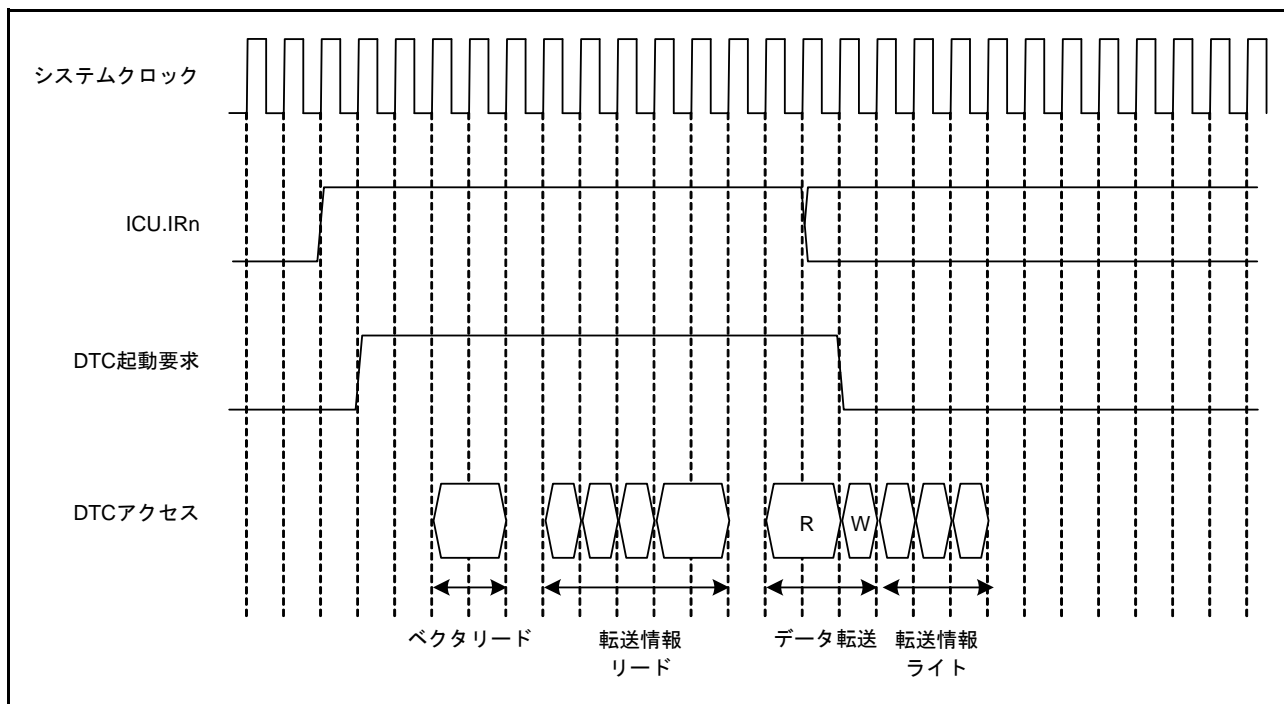 システムクロック
ICU.IRn
DTC起動要求
DTCアクセス
R
W
ベクタリード
転送情報
リード
データ転送
転送情報
ライト